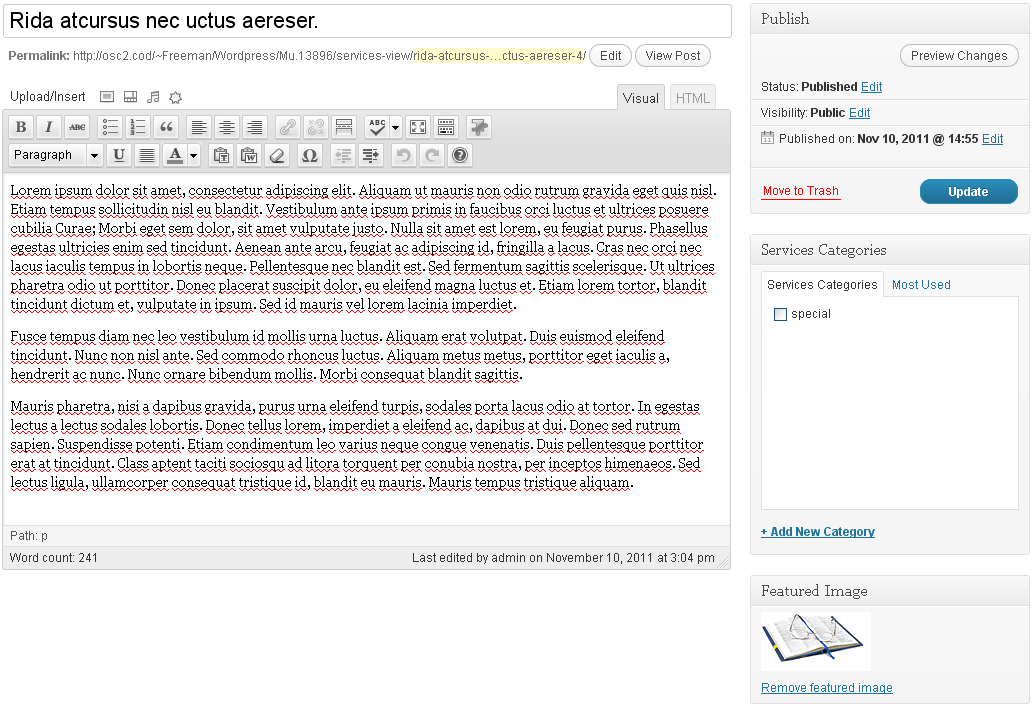 Rida atcursus nec uctus aereser.
Permalink: http://osc2.cod/~Freeman/Wordpress/Mu.13896/services-view/rida-atcursus-...ctus-aereser-4/ Edit View Post
Upload/Insert
Visual HTML
B I ABC ABC
Paragraph U A
Lorem ipsum dolor sit amet, consectetur adipiscing elit. Aliquam ut mauris non odio rutrum gravida eget quis nisl.
Etiam tempus sollicitudin nisl eu blandit. Vestibulum ante ipsum primis in faucibus orci luctus et ultrices posuere
cubilia Curae; Morbi eget sem dolor, sit amet vulputate justo. Nulla sit amet est lorem, eu feugiat purus. Phasellus
egestas ultricies enim sed tincidunt. Aenean ante arcu, feugiat ac adipiscing id, fringilla a lacus. Cras nec orci nec
lacus iaculis tempus in lobortis neque. Pellentesque nec blandit est. Sed fermentum sagittis scelerisque. Ut ultrices
pharetra odio ut porttitor. Donec placerat suscipit dolor, eu eleifend magna luctus et. Etiam lorem tortor, blandit
tincidunt dictum et, vulputate in ipsum. Sed id mauris vel lorem lacinia imperdiet.
Fusce tempus diam nec leo vestibulum id mollis urna luctus. Aliquam erat volutpat. Duis euismod eleifend
tincidunt. Nunc non nisl ante. Sed commodo rhoncus luctus. Aliquam metus metus, porttitor eget iaculis a,
hendrerit ac nunc. Nunc ornare bibendum mollis. Morbi consequat blandit sagittis.
Mauris pharetra, nisi a dapibus gravida, purus urna eleifend turpis, sodales porta lacus odio at tortor. In egestas
lectus a lectus sodales lobortis. Donec tellus lorem, imperdiet a eleifend ac, dapibus at dui. Donec sed rutrum
sapien. Suspendisse potenti. Etiam condimentum leo varius neque congue venenatis. Duis pellentesque porttitor
erat at tincidunt. Class aptent taciti sociosqu ad litora torquent per conubia nostra, per inceptos himenaeos. Sed
lectus ligula, ullamcorper consequat tristique id, blandit eu mauris. Mauris tempus tristique aliquam.
Path: p
Word count: 241 Last edited by admin on November 10, 2011 at 3:04 pm
Publish
Preview Changes
Status: Published Edit
Visibility: Public Edit
Published on: Nov 10, 2011 @ 14:55 Edit
Move to Trash Update
Services Categories
Services Categories Most Used
special
+ Add New Category
Featured Image
Remove featured image